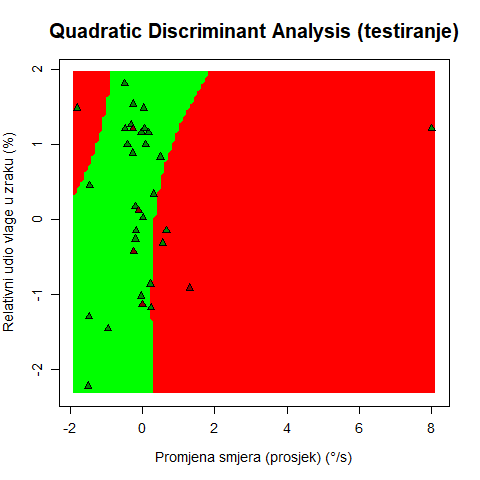 Quadratic Discriminant Analysis (testiranje)
Relativni udio vlage u zraku (%)
2
1
0
-1
-2
-2 0 2 4 6 8
Promjena smjera (prosjek) (°/s)